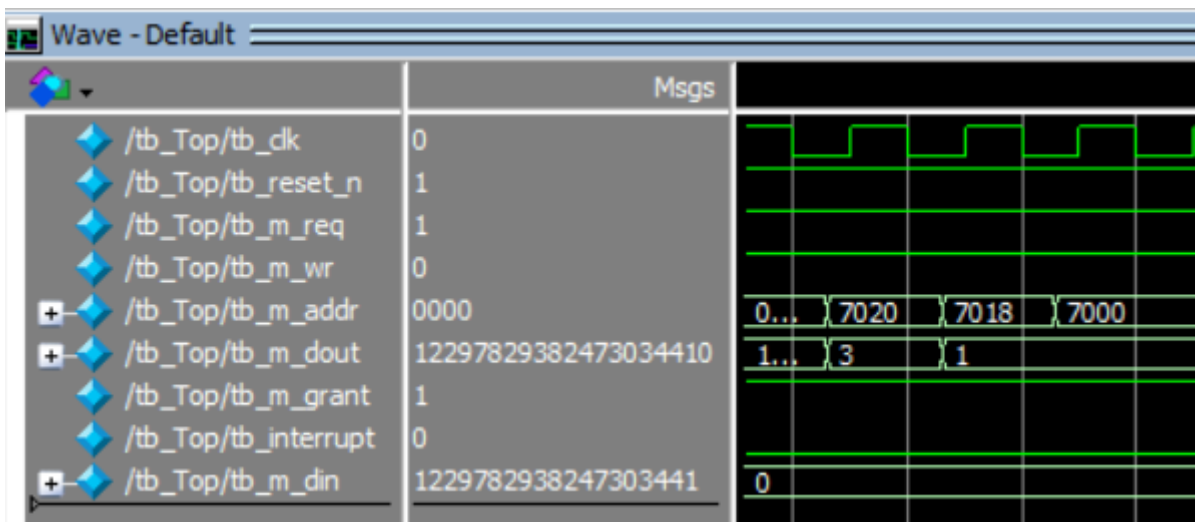 Wave - Default
Msgs
/tb_Top/tb_clk 0
/tb_Top/tb_reset_n 1
/tb_Top/tb_m_req 1
/tb_Top/tb_m_wr 0
/tb_Top/tb_m_addr 0000 0... 7020 7018 7000
/tb_Top/tb_m_dout 12297829382473034410 1... 3 1
/tb_Top/tb_m_grant 1
/tb_Top/tb_interrupt 0
/tb_Top/tb_m_din 1229782938247303441 0